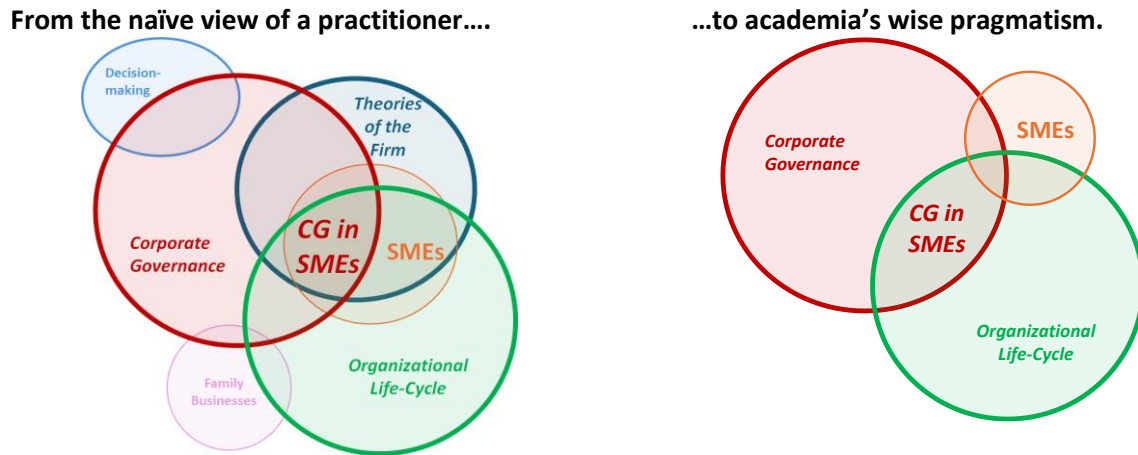 From the naïve view of a practitioner….
Decision-
making
Theories
of the
Firm
Corporate
Governance
CG in
SMEs
SMEs
Organizational
Life-Cycle
Family
Businesses
…to academia’s wise pragmatism.
Corporate
Governance
SMEs
CG in
SMEs
Organizational
Life-Cycle